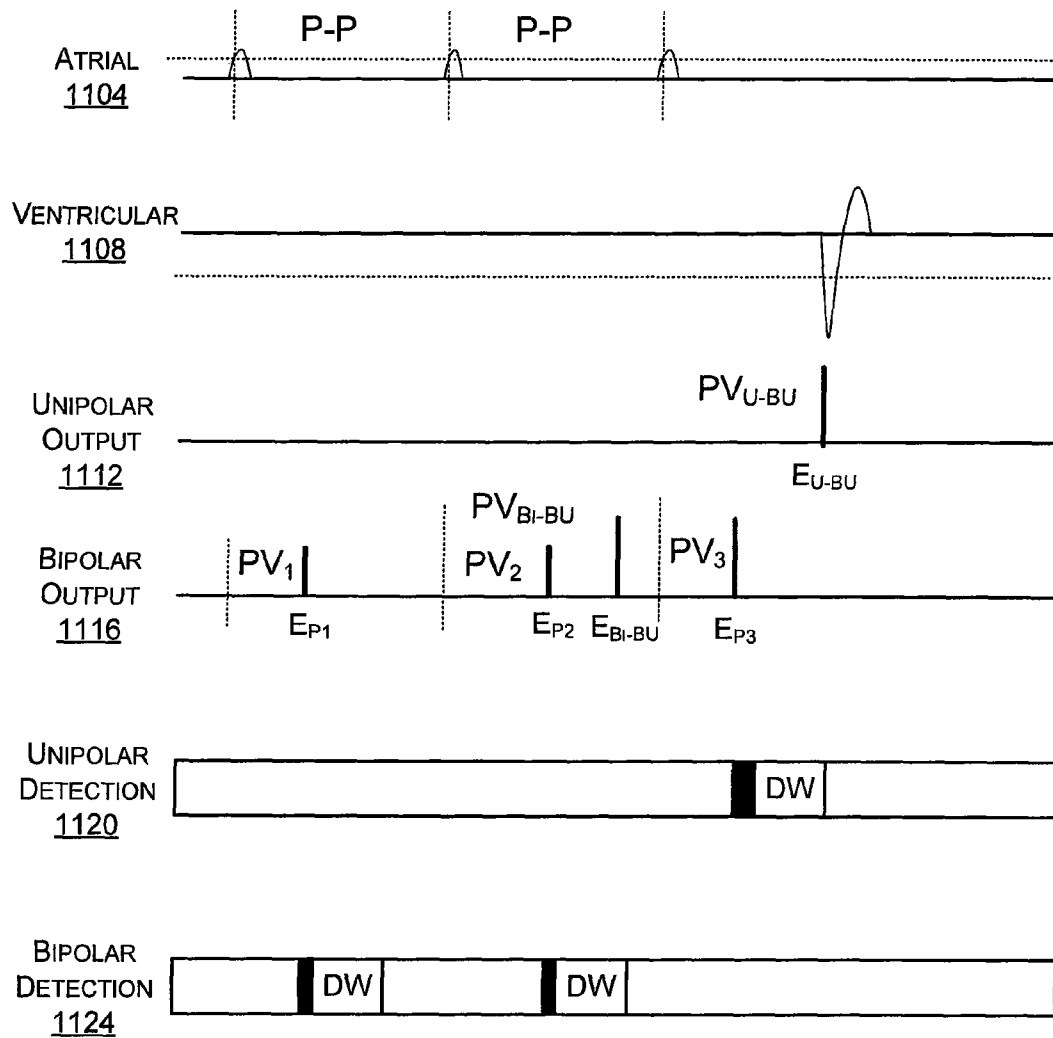 P-P P-P
ATRIAL
1104
VENTRICULAR
1108
PVU-BU
UNIPOLAR
OUTPUT
1112
EU-BU
PVBI-BU
PV1 PV2 PV3
BIPOLAR
OUTPUT
1116
EP1 EP2 EBI-BU EP3
UNIPOLAR
DETECTION
1120
DW
BIPOLAR
DETECTION
1124
DW DW